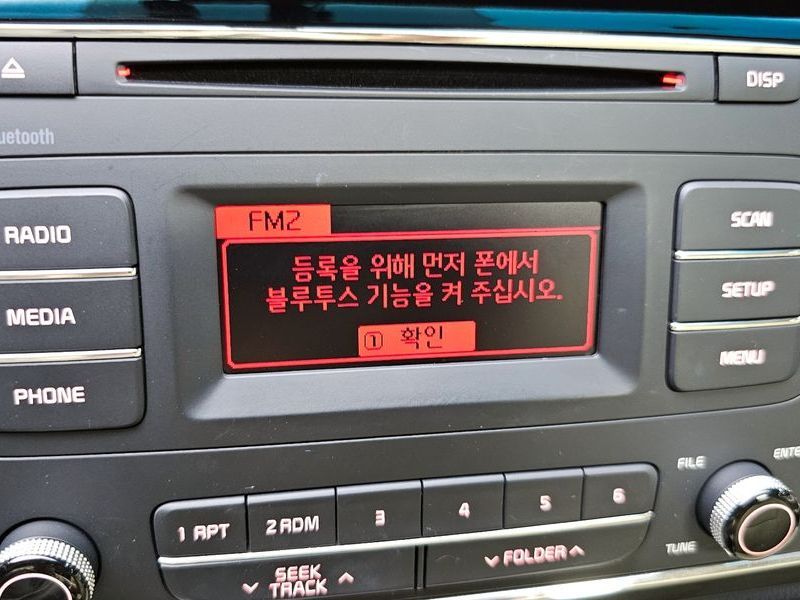 DISP
Bluetooth
RADIO
MEDIA
PHONE
FM2
등록을 위해 먼저 폰에서
블루투스 기능을 켜 주십시오.
1 확인
SCAN
SETUP
MENU
1 RPT
2 RDM
3
4
5
6
SEEK
TRACK
FOLDER
FILE
TUNE